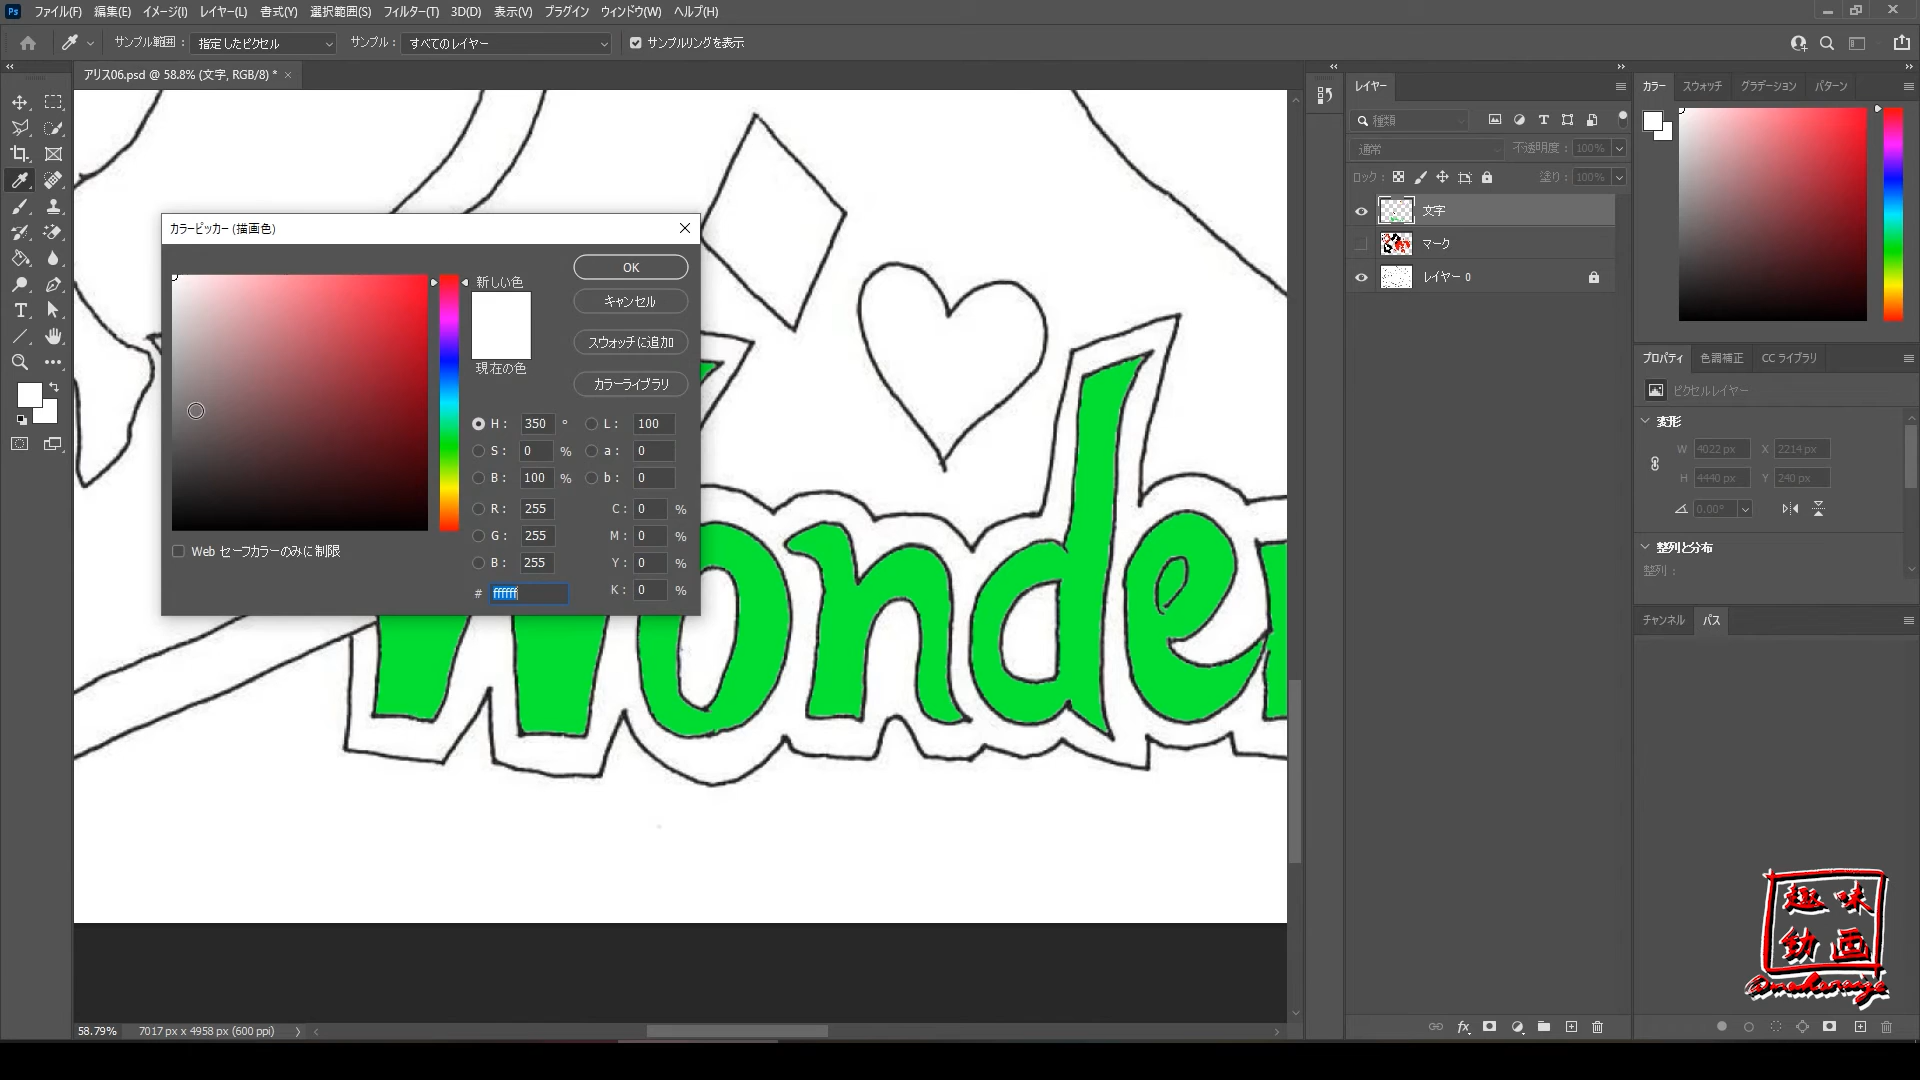 Ps ファイル(F) 編集(E) イメージ(I) レイヤー(L) 書式(Y) 選択範囲(S) フィルター(T) 3D(D) 表示(V) プラグイン ウィンドウ(W) ヘルプ(H)
サンプル範囲 : 指定したピクセル サンプル : すべてのレイヤー サンプルリングを表示
アリス06.psd @ 58.8% (文字, RGB/8) * ×
カラーピッカー (描画色)
新しい色
現在の色
OK
キャンセル
スウォッチに追加
カラーライブラリ
H : 350 ° L : 100
S : 0 % a : 0
B : 100 % b : 0
R : 255 C : 0 %
G : 255 M : 0 %
B : 255 Y : 0 %
# ffffff K : 0 %
Web セーフカラーのみに制限
Wonder
58.79% 7017 px x 4958 px (600 ppi)
レイヤー
種類
通常 不透明度 : 100%
ロック : 塗り : 100%
文字
マーク
レイヤー 0
fx
カラー スウォッチ グラデーション パターン
プロパティ 色調補正 CC ライブラリ
ピクセルレイヤー
変形
W 4022 px X 2214 px
H 4440 px Y 240 px
0.00°
整列と分布
整列 :
チャンネル パス
趣味
動画